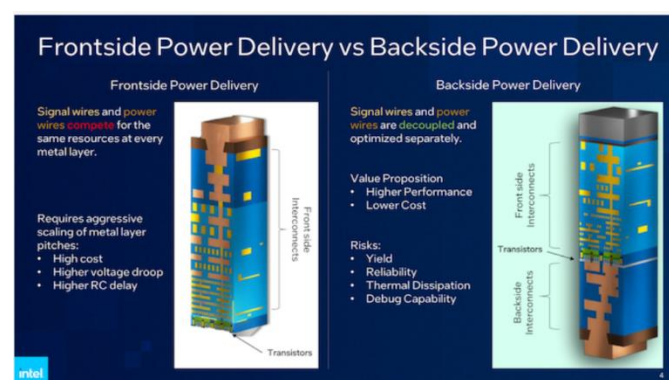 Frontside Power Delivery vs Backside Power Delivery
Frontside Power Delivery
Signal wires and power
wires compete for the
same resources at every
metal layer.
Requires aggressive
scaling of metal layer
pitches:
• High cost
• Higher voltage droop
• Higher RC delay
Front side
Interconnects
Transistors
Backside Power Delivery
Signal wires and power
wires are decoupled and
optimized separately.
Value Proposition
• Higher Performance
• Lower Cost
Risks:
• Yield
• Reliability
• Thermal Dissipation
• Debug Capability
Front side
Interconnects
Transistors
Backside
Interconnects
intel
4